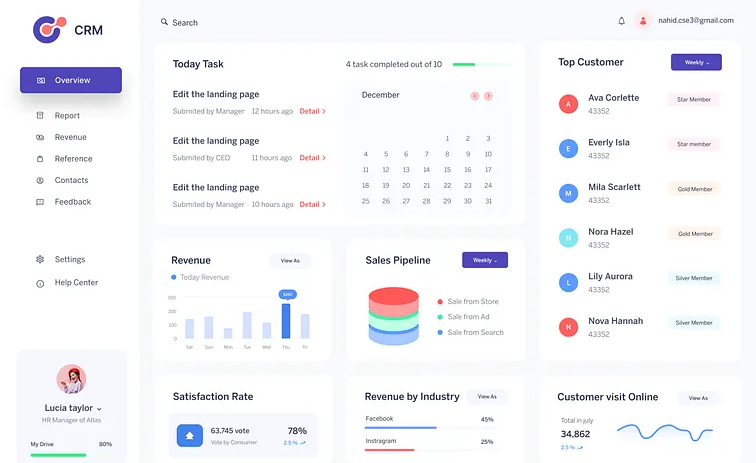 CRM
Search
nahid.cse3@gmail.com
Overview
Report
Revenue
Reference
Contacts
Feedback
Settings
Help Center
Lucia taylor
HR Manager of Atlas
My Drive 80%
Today Task
4 task completed out of 10
Edit the landing page
Submited by Manager 12 hours ago Detail >
Edit the landing page
Submited by CEO 11 hours ago Detail >
Edit the landing page
Submited by Manager 10 hours ago Detail >
December
1 2 3
4 5 6 7 8 9 10
11 12 13 14 15 16 17
18 19 20 21 22 23 24
25 26 27 28 29 30 31
Top Customer Weekly
A Ava Corlette Star Member
43352
E Everly Isla Star member
43352
M Mila Scarlett Gold Member
43352
N Nora Hazel Gold Member
43352
L Lily Aurora Silver Member
43352
N Nova Hannah Silver Member
43352
Revenue View As
Today Revenue
300
200
100
0
Sat Sun Mon Tue Wed Thu Fri
Sales Pipeline Weekly
Sale from Store
Sale from Ad
Sale from Search
Satisfaction Rate
63,745 vote 78%
Vote by Consumer 2.5 %
Revenue by Industry View As
Facebook 45%
Instragram 25%
Customer visit Online View As
Total in july
34,862
2.5 %